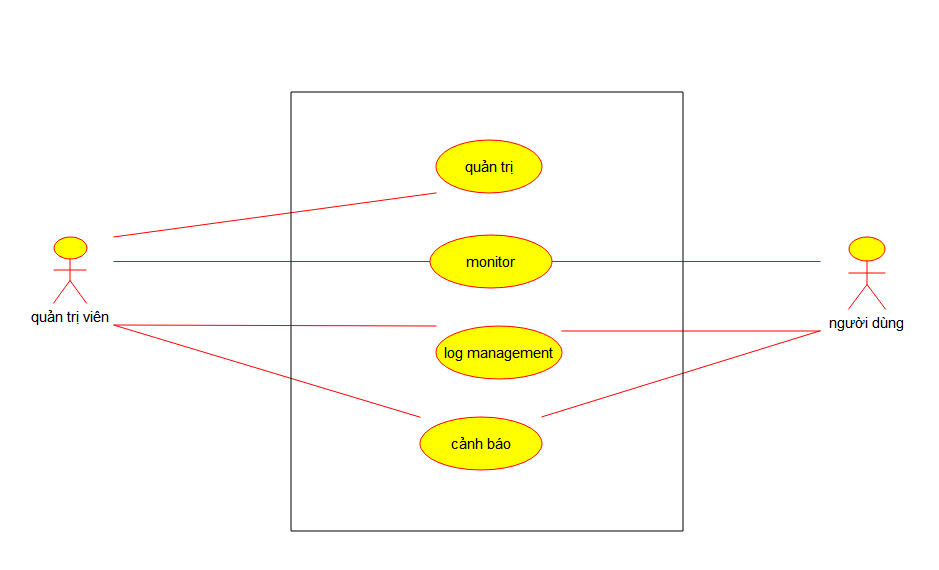 quản trị
monitor
quản trị viên
người dùng
log management
cảnh báo